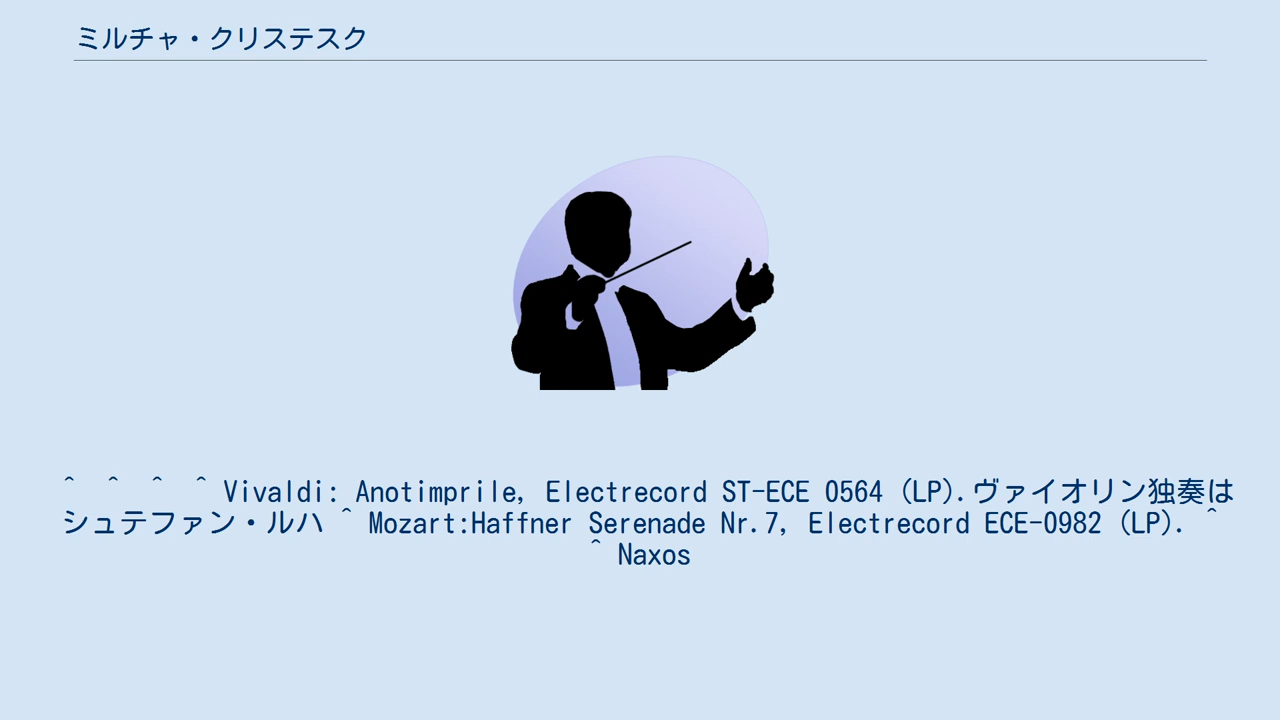 ミルチャ・クリステスク
^ ^ ^ ^ Vivaldi: Anotimprile, Electrecord ST-ECE 0564 (LP).ヴァイオリン独奏は
シュテファン・ルハ ^ Mozart:Haffner Serenade Nr.7, Electrecord ECE-0982 (LP). ^
^ Naxos